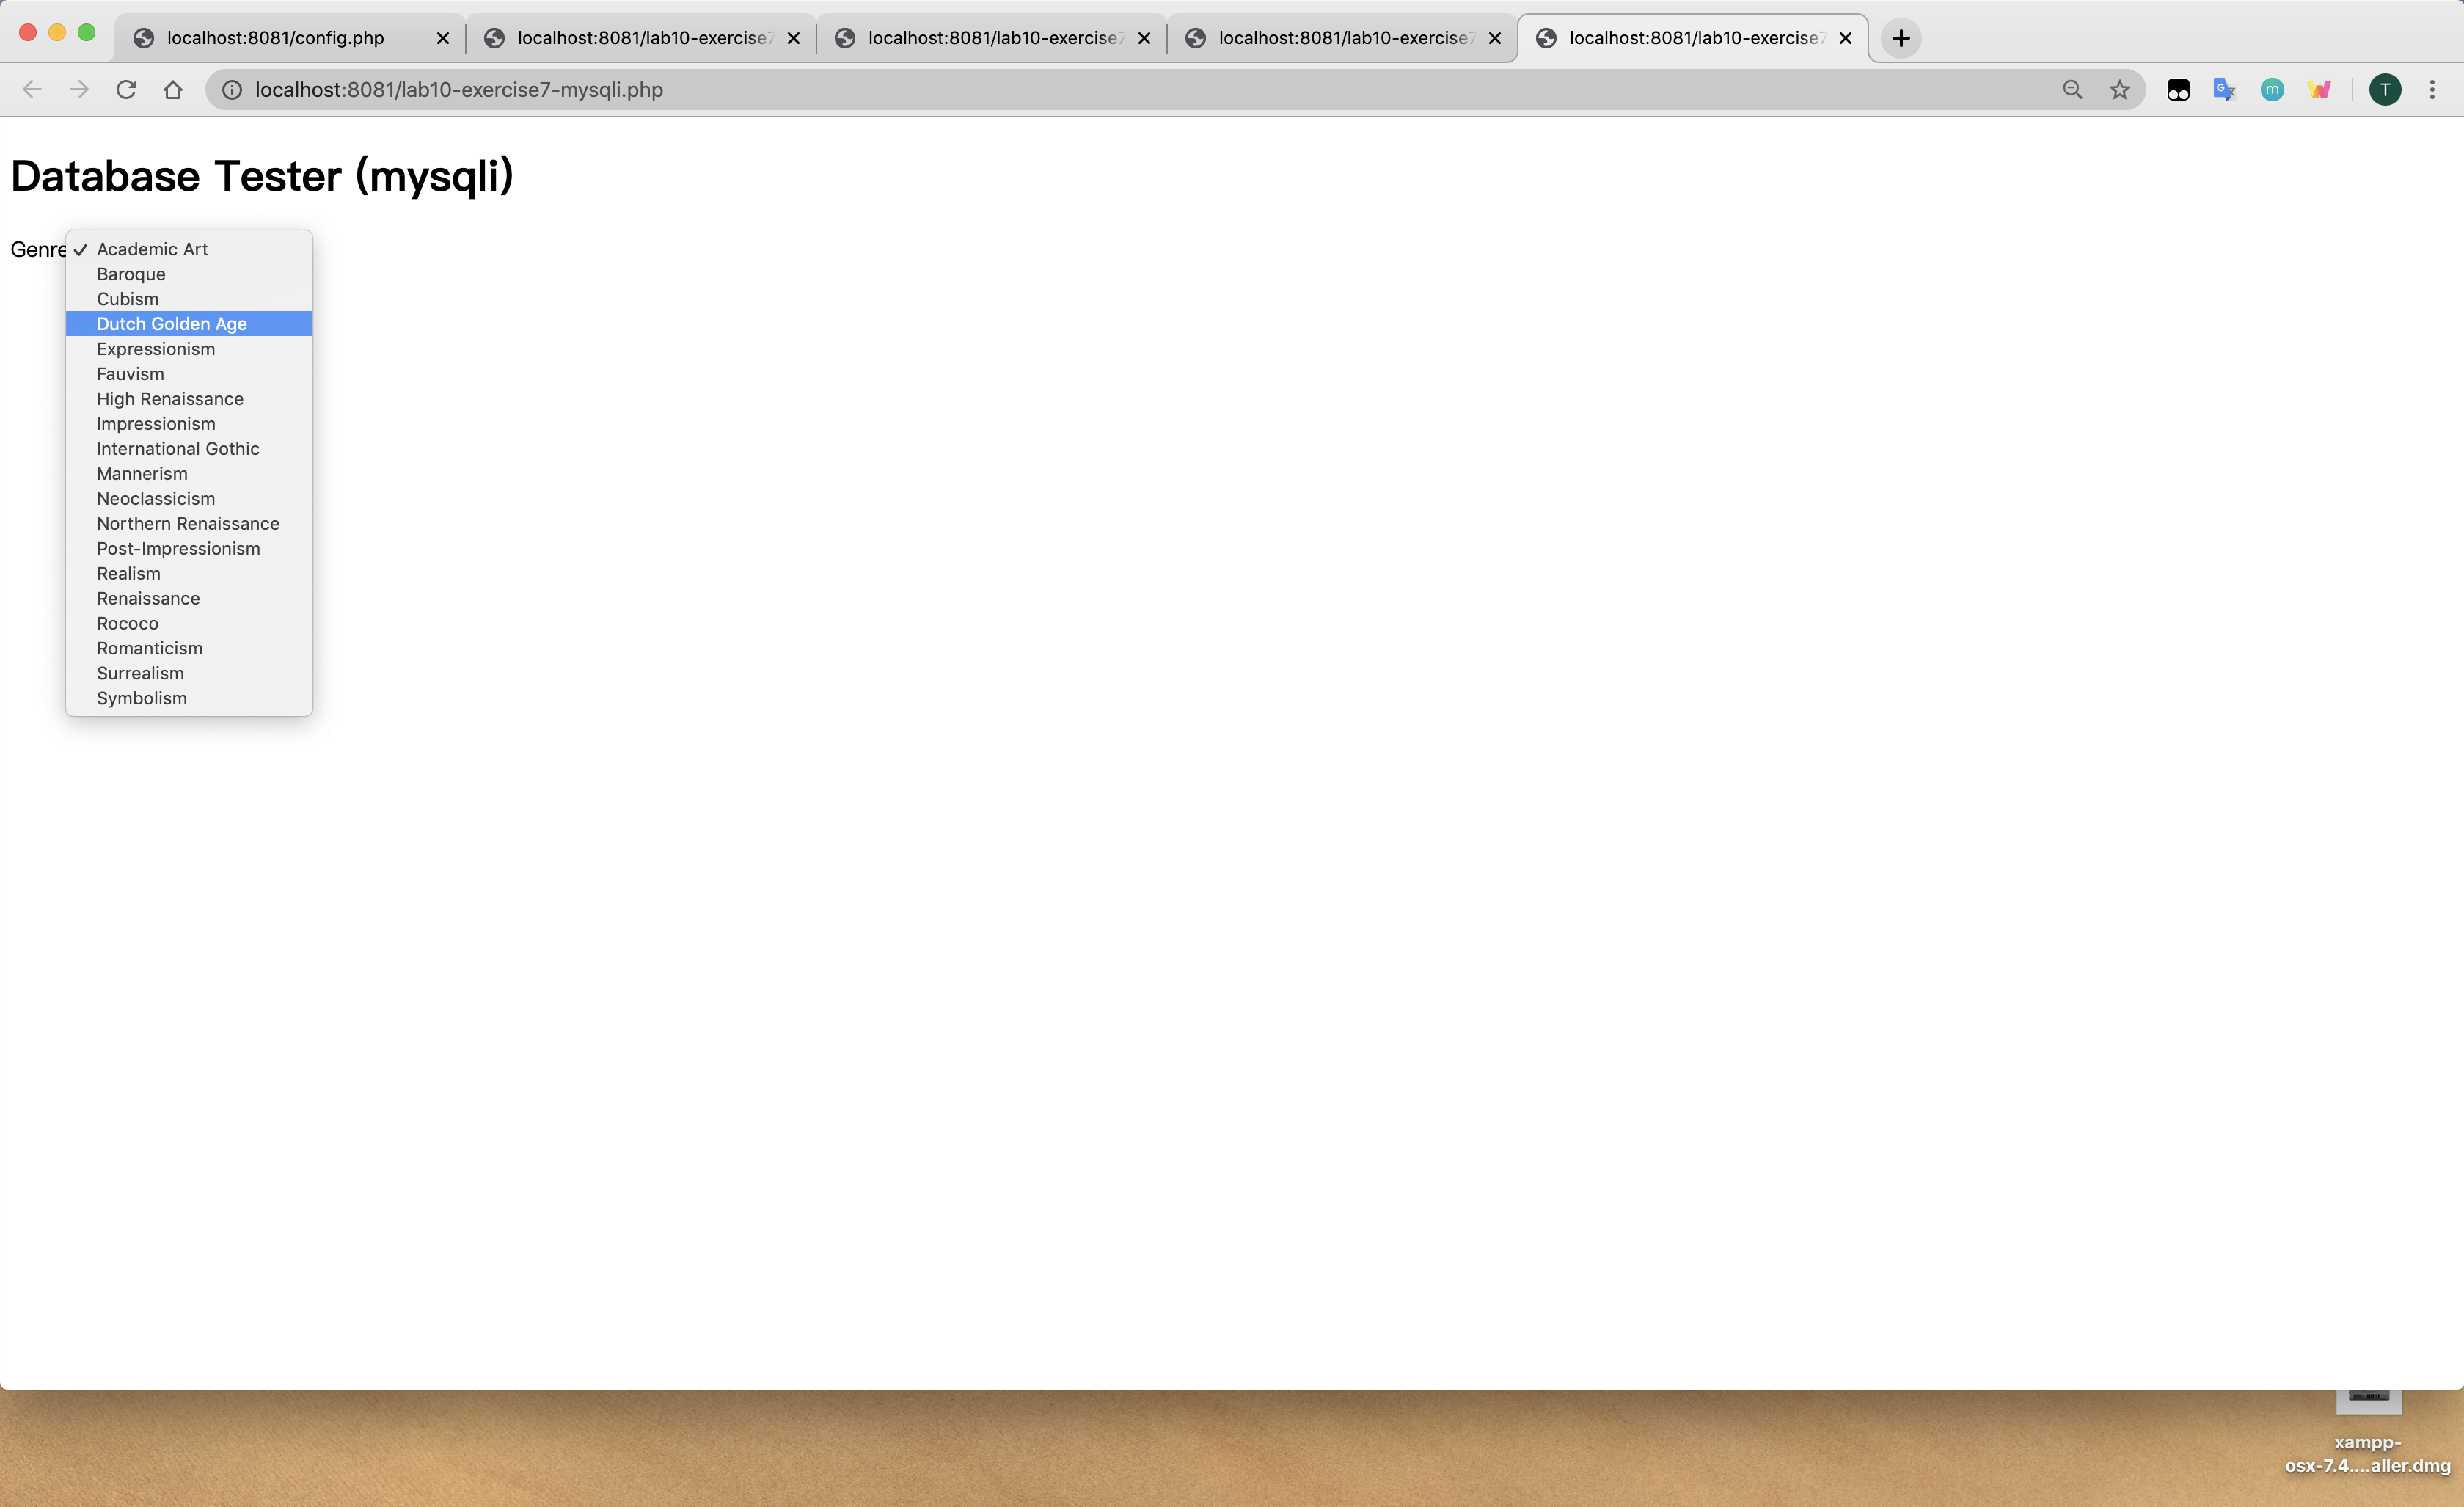 localhost:8081/config.php
localhost:8081/lab10-exercise7
localhost:8081/lab10-exercise7
localhost:8081/lab10-exercise7
localhost:8081/lab10-exercise7
localhost:8081/lab10-exercise7-mysqli.php
G
m
T
Database Tester (mysqli)
Genre
Academic Art
Baroque
Cubism
Dutch Golden Age
Expressionism
Fauvism
High Renaissance
Impressionism
International Gothic
Mannerism
Neoclassicism
Northern Renaissance
Post-Impressionism
Realism
Renaissance
Rococo
Romanticism
Surrealism
Symbolism
xampp-
osx-7.4....aller.dmg